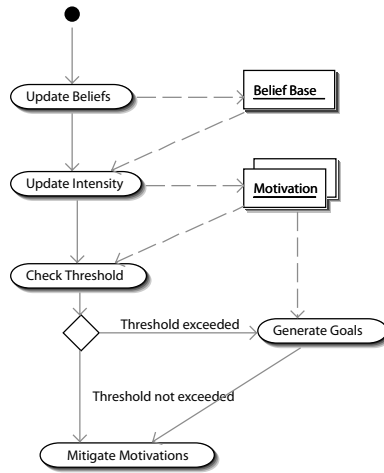 Update Beliefs
Belief Base
Update Intensity
Motivation
Check Threshold
Threshold exceeded
Generate Goals
Threshold not exceeded
Mitigate Motivations